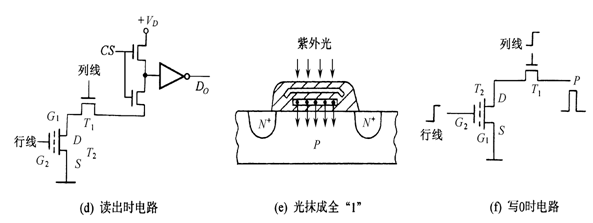 +V_D
CS
列线
D_O
G_1
T_1
行线
D
T_2
G_2
S
(d) 读出时电路
紫外光
N^+
N^+
P
(e) 光抹成全“1”
列线
P
T_2
D
T_1
G_2
行线
S
G_1
(f) 写0时电路